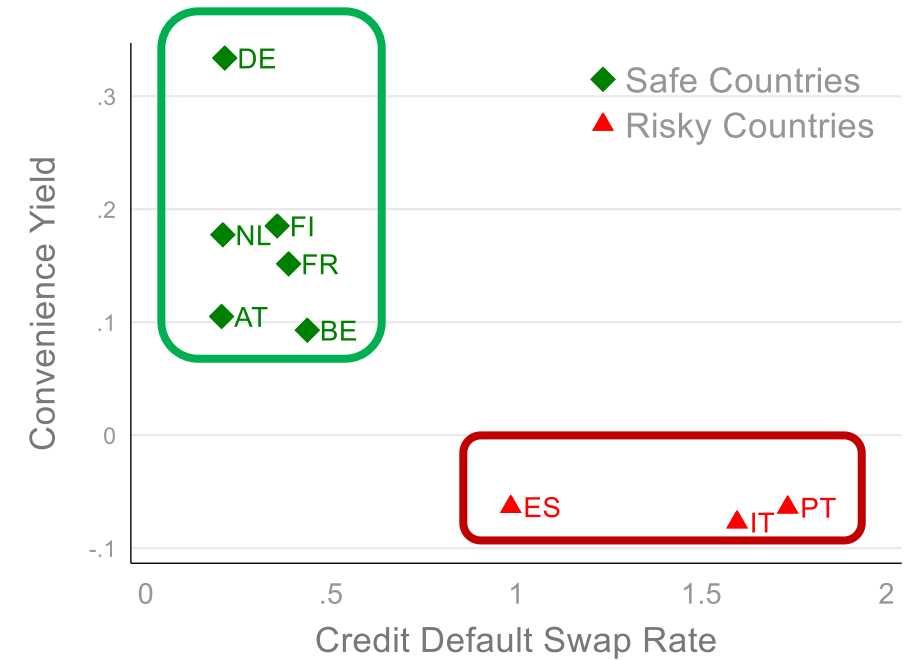 DE
.3
Safe Countries
Risky Countries
.2
NL
FI
FR
.1
AT
BE
0
ES
IT
PT
-.1
0 .5 1 1.5 2
Credit Default Swap Rate
Convenience Yield